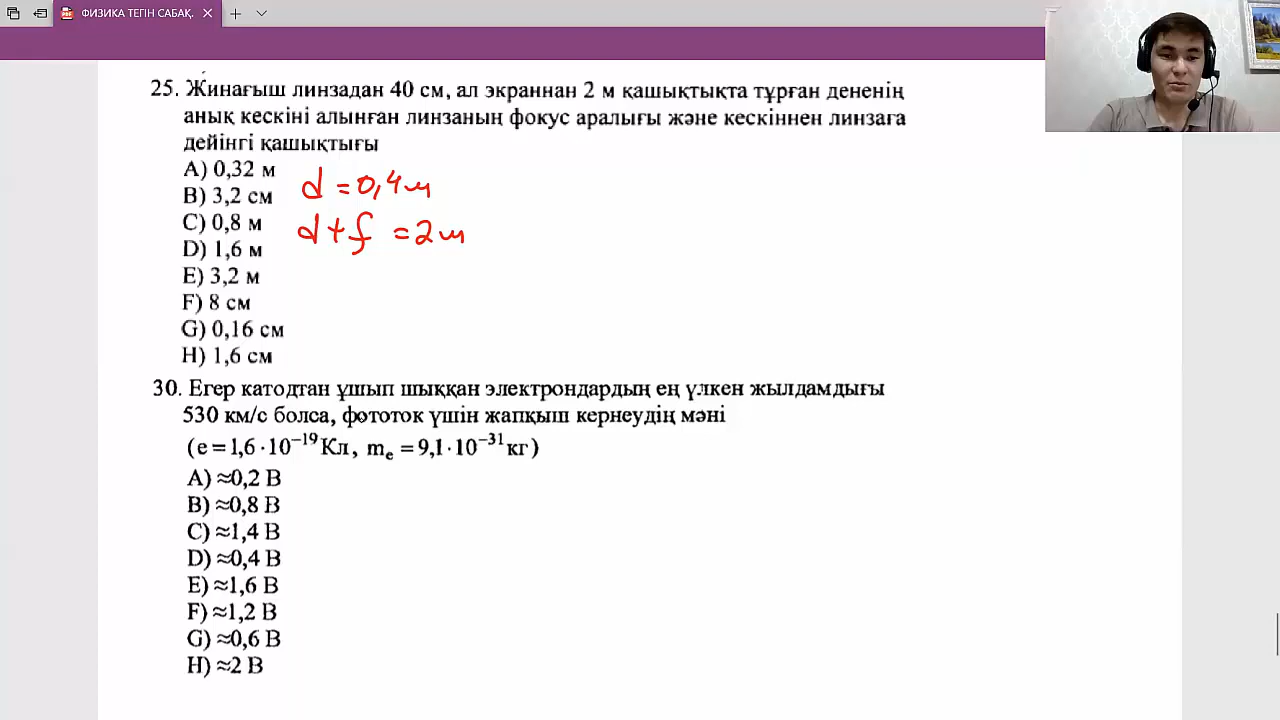 ФИЗИКА ТЕГІН САБАҚ.
25. Жинағыш линзадан 40 см, ал экраннан 2 м қашықтықта тұрған дененің
анық кескіні алынған линзаның фокус аралығы және кескіннен линзаға
дейінгі қашықтығы
A) 0,32 м
B) 3,2 см
C) 0,8 м
D) 1,6 м
E) 3,2 м
F) 8 см
G) 0,16 см
H) 1,6 см
d = 0,4 м
d + f = 2 м
30. Егер катодтан ұшып шыққан электрондардың ең үлкен жылдамдығы
530 км/с болса, фототок үшін жапқыш кернеудің мәні
(e = 1,6 · 10⁻¹⁹ Кл, mₑ = 9,1 · 10⁻³¹ кг)
A) ≈0,2 В
B) ≈0,8 В
C) ≈1,4 В
D) ≈0,4 В
E) ≈1,6 В
F) ≈1,2 В
G) ≈0,6 В
H) ≈2 В